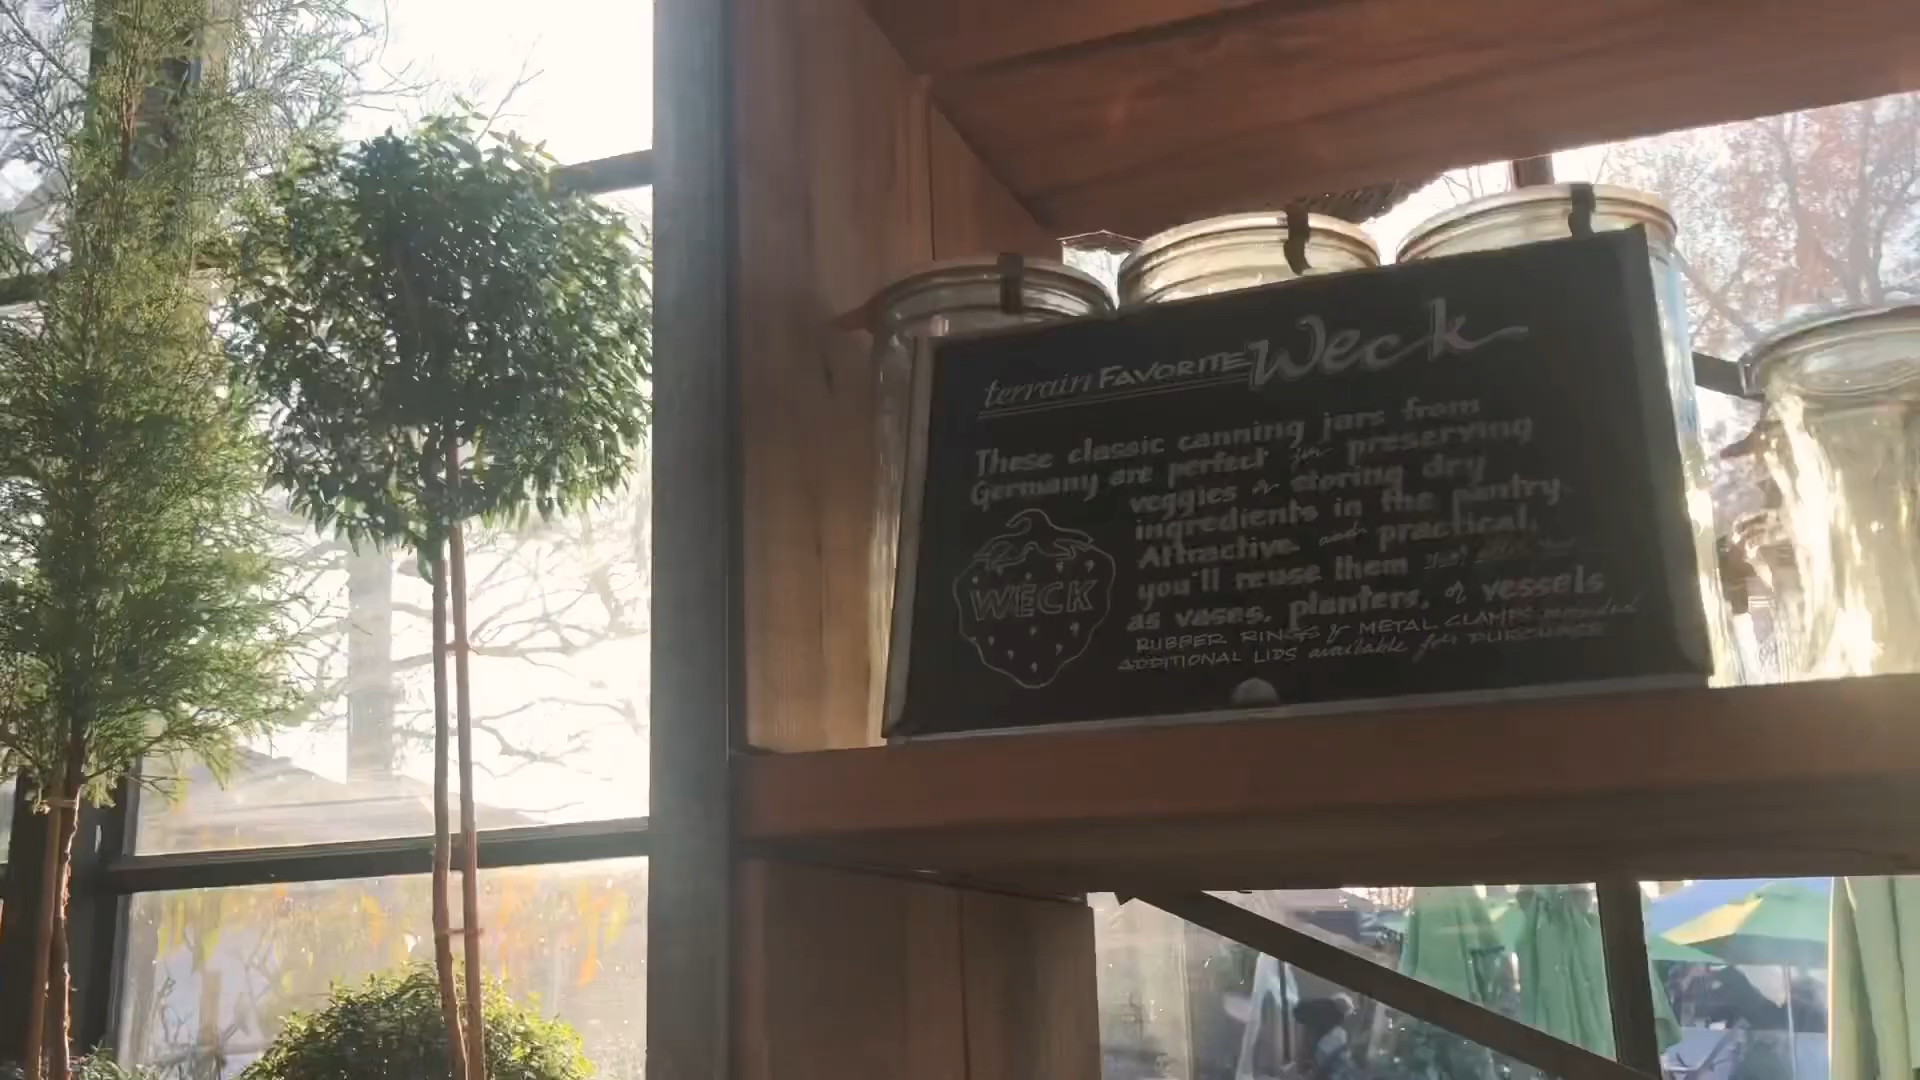 terrain FAVORITE Weck
These classic canning jars from
Germany are perfect for preserving
veggies or storing dry
ingredients in the pantry.
Attractive and practical,
you'll reuse them
as vases, planters, or vessels
RUBBER RINGS & METAL CLAMPS included
ADDITIONAL LIDS available for PURCHASE
WECK